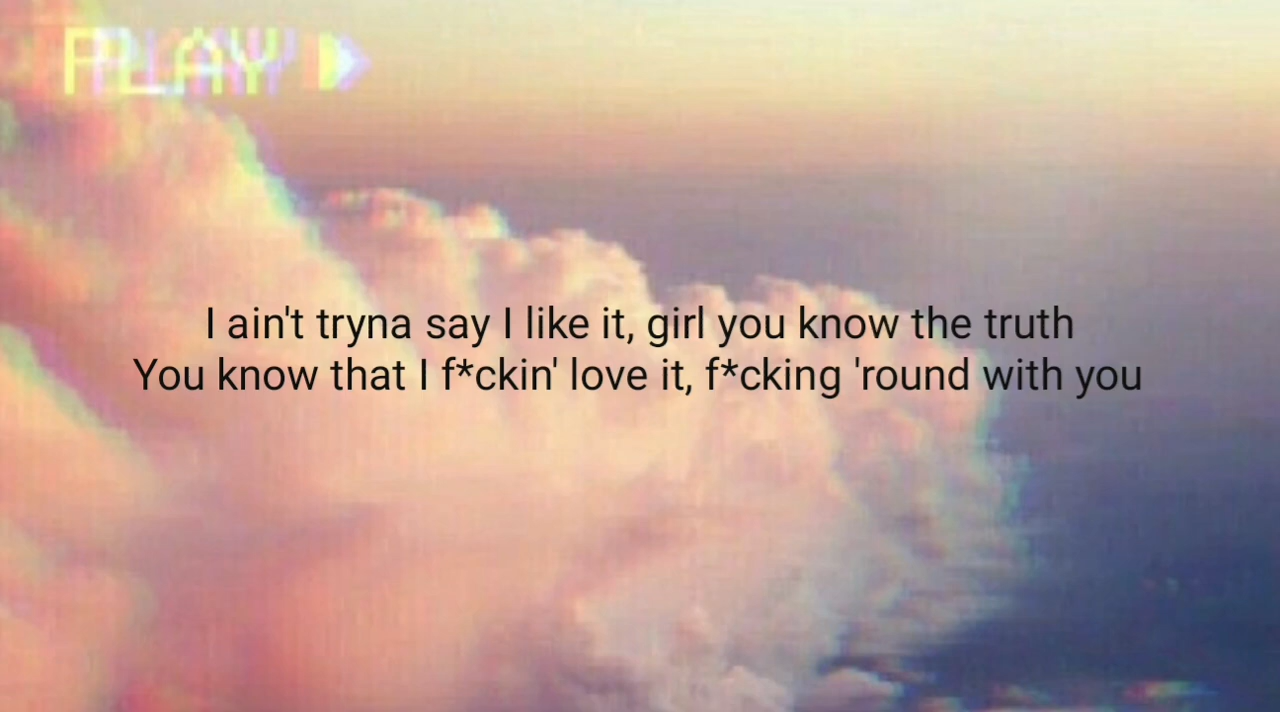 PLAY
I ain't tryna say I like it, girl you know the truth
You know that I f*ckin' love it, f*cking 'round with you